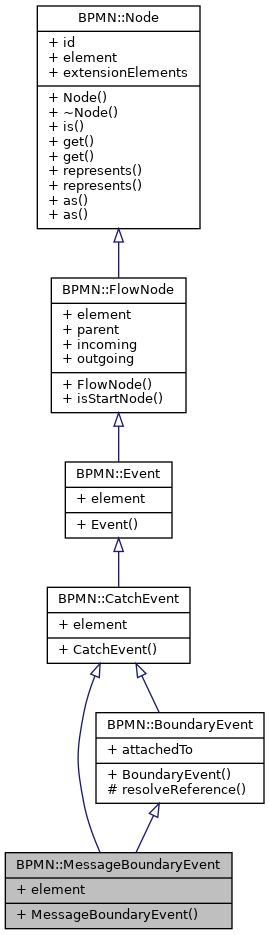 BPMN::Node
+ id
+ element
+ extensionElements
+ Node()
+ ~Node()
+ is()
+ get()
+ get()
+ represents()
+ represents()
+ as()
+ as()
BPMN::FlowNode
+ element
+ parent
+ incoming
+ outgoing
+ FlowNode()
+ isStartNode()
BPMN::Event
+ element
+ Event()
BPMN::CatchEvent
+ element
+ CatchEvent()
BPMN::BoundaryEvent
+ attachedTo
+ BoundaryEvent()
# resolveReference()
BPMN::MessageBoundaryEvent
+ element
+ MessageBoundaryEvent()